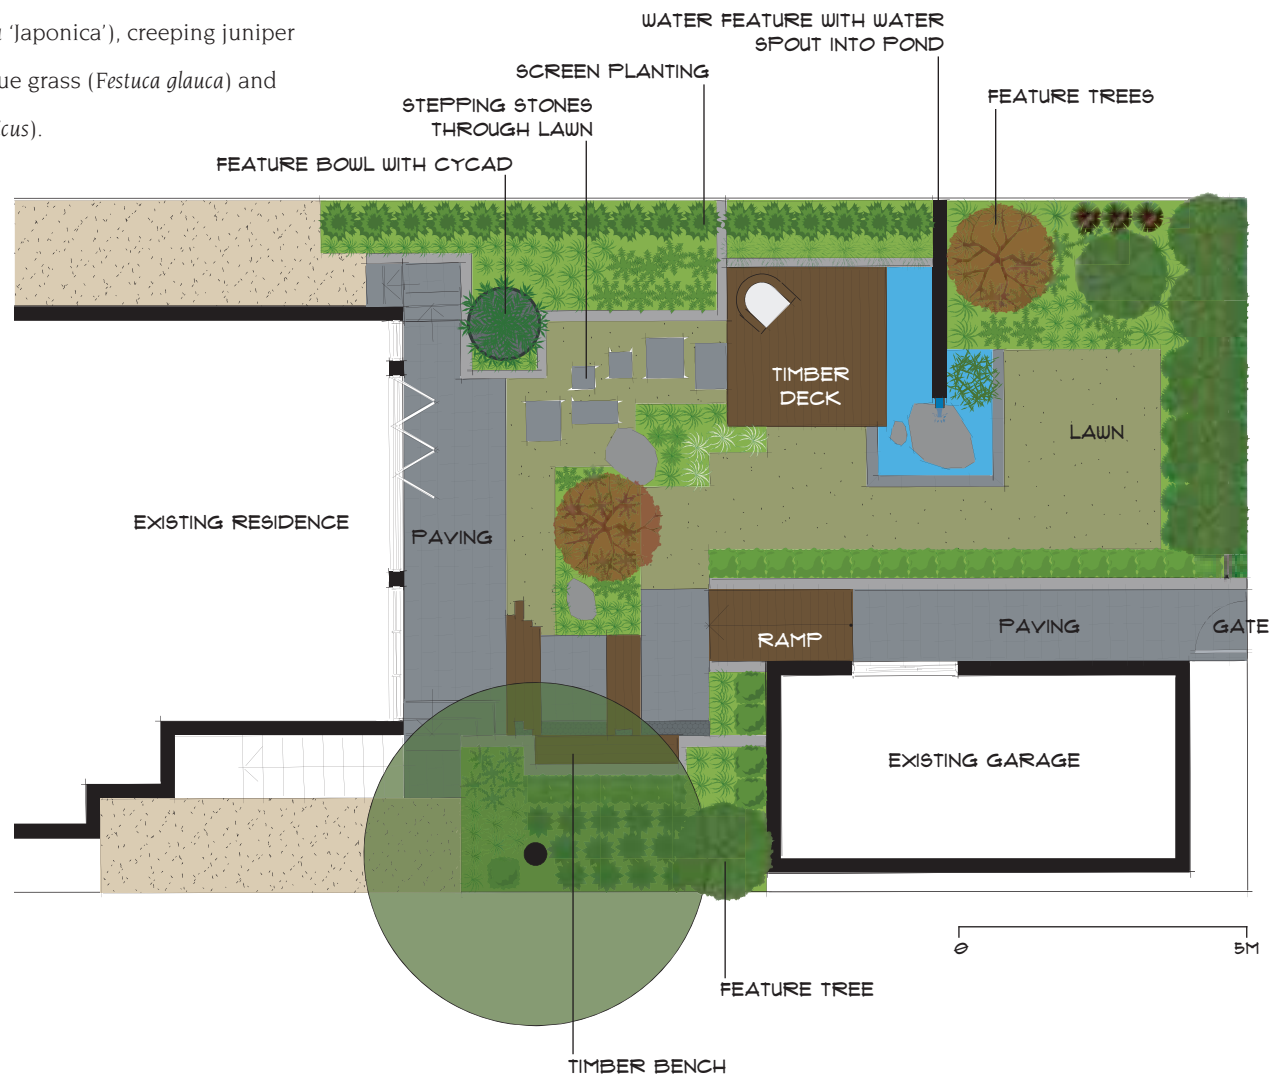 'Japonica'), creeping juniper
grass (Festuca glauca) and
WATER FEATURE WITH WATER
SPOUT INTO POND
SCREEN PLANTING
FEATURE TREES
STEPPING STONES
THROUGH LAWN
FEATURE BOWL WITH CYCAD
TIMBER
DECK
LAWN
EXISTING RESIDENCE
PAVING
RAMP
PAVING
GATE
EXISTING GARAGE
0
5M
FEATURE TREE
TIMBER BENCH